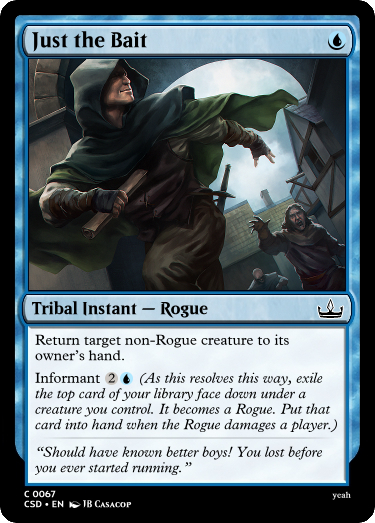 Just the Bait
Tribal Instant — Rogue
Return target non-Rogue creature to its
owner's hand.
Informant 2 (As this resolves this way, exile
the top card of your library face down under a
creature you control. It becomes a Rogue. Put that
card into hand when the Rogue damages a player.)
“Should have known better boys! You lost before
you ever started running.”
C 0067
yeah
CSD • EN JB Casacop